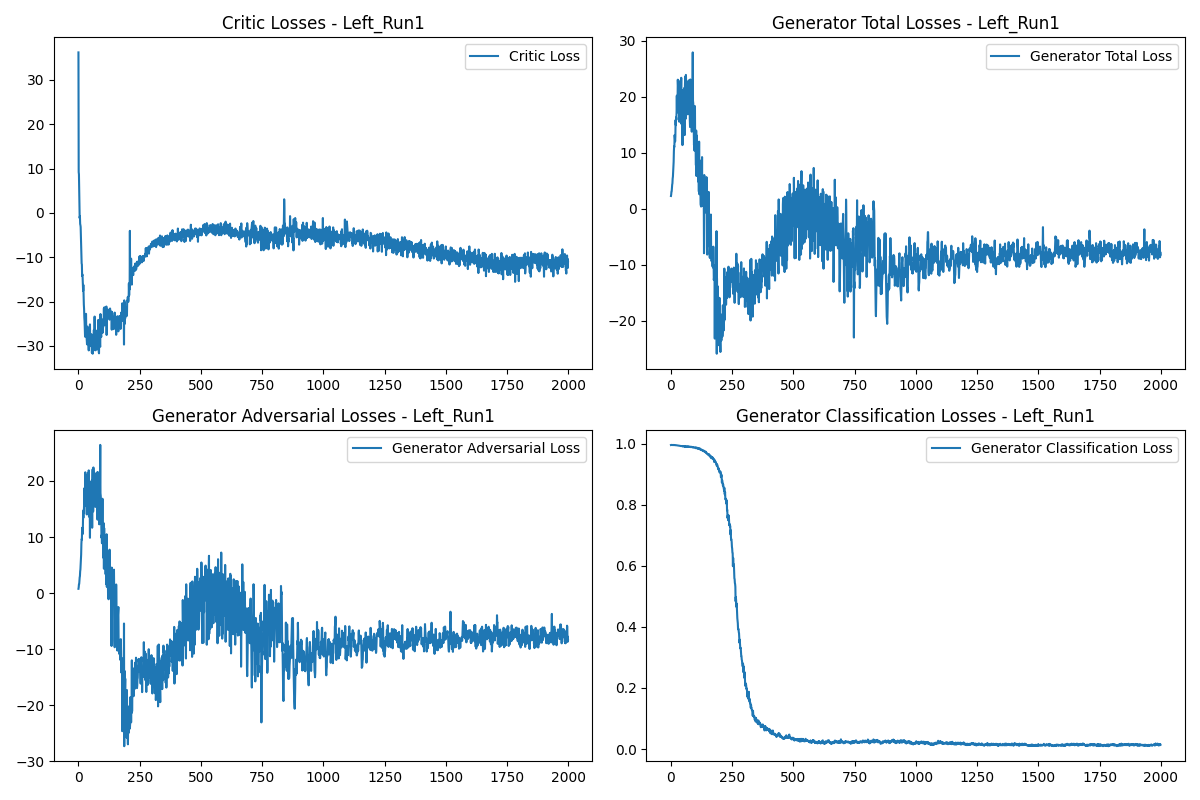 Critic Losses - Left_Run1
Critic Loss
30
20
10
0
−10
−20
−30
0 250 500 750 1000 1250 1500 1750 2000
Generator Total Losses - Left_Run1
Generator Total Loss
30
20
10
0
−10
−20
0 250 500 750 1000 1250 1500 1750 2000
Generator Adversarial Losses - Left_Run1
Generator Adversarial Loss
20
10
0
−10
−20
−30
0 250 500 750 1000 1250 1500 1750 2000
Generator Classification Losses - Left_Run1
Generator Classification Loss
1.0
0.8
0.6
0.4
0.2
0.0
0 250 500 750 1000 1250 1500 1750 2000